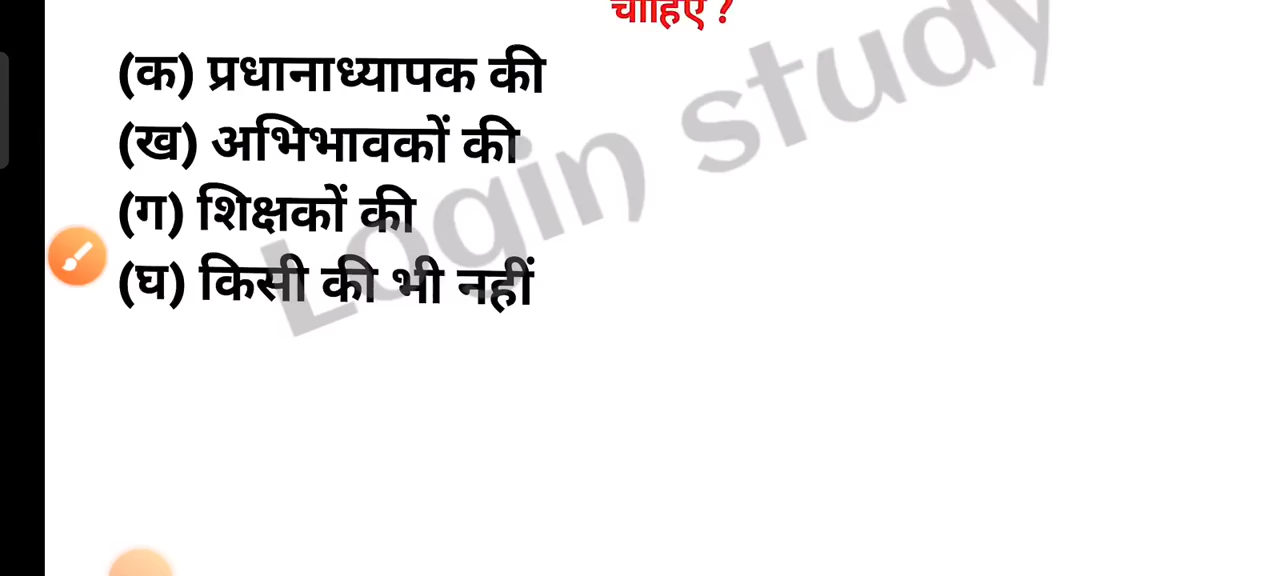 चाहिए ?
(क) प्रधानाध्यापक की
(ख) अभिभावकों की
(ग) शिक्षकों की
(घ) किसी की भी नहीं
Login study